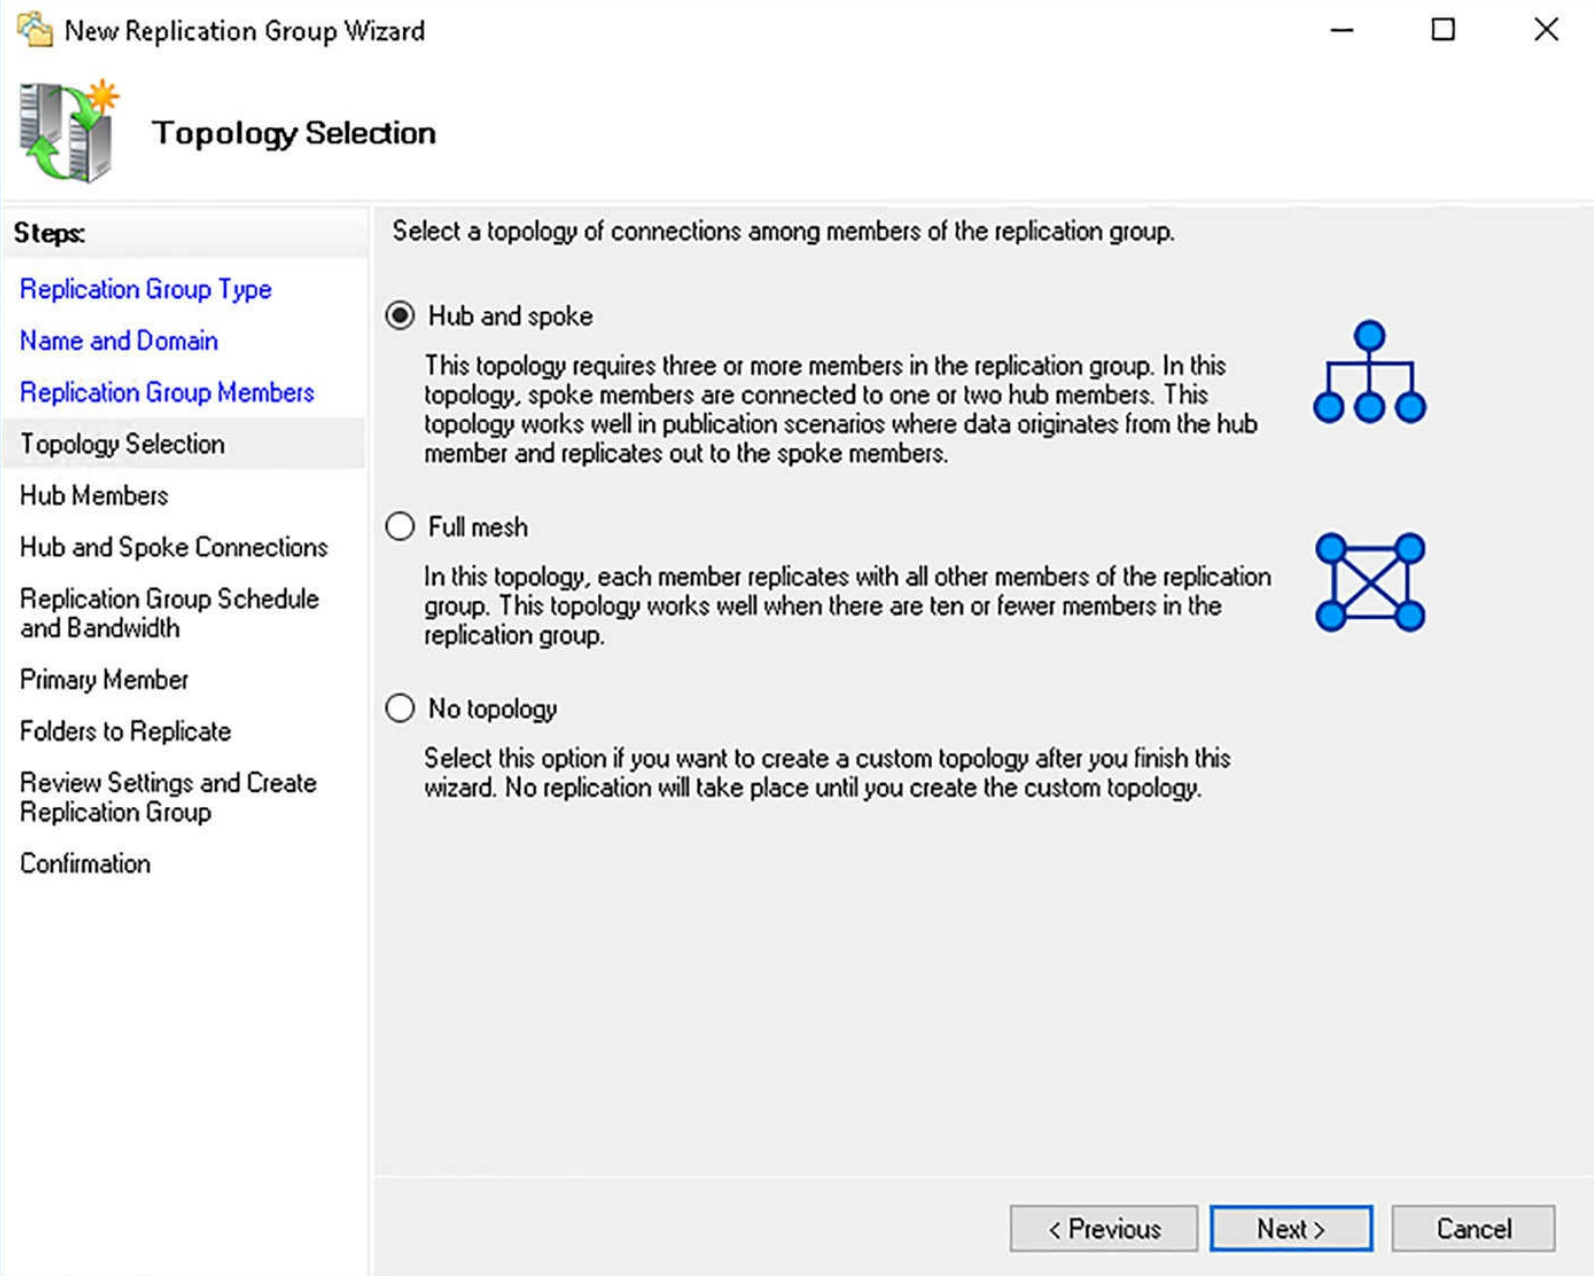 New Replication Group Wizard
Topology Selection
Steps:
Replication Group Type
Name and Domain
Replication Group Members
Topology Selection
Hub Members
Hub and Spoke Connections
Replication Group Schedule
and Bandwidth
Primary Member
Folders to Replicate
Review Settings and Create
Replication Group
Confirmation
Select a topology of connections among members of the replication group.
Hub and spoke
This topology requires three or more members in the replication group. In this
topology, spoke members are connected to one or two hub members. This
topology works well in publication scenarios where data originates from the hub
member and replicates out to the spoke members.
Full mesh
In this topology, each member replicates with all other members of the replication
group. This topology works well when there are ten or fewer members in the
replication group.
No topology
Select this option if you want to create a custom topology after you finish this
wizard. No replication will take place until you create the custom topology.
< Previous
Next >
Cancel